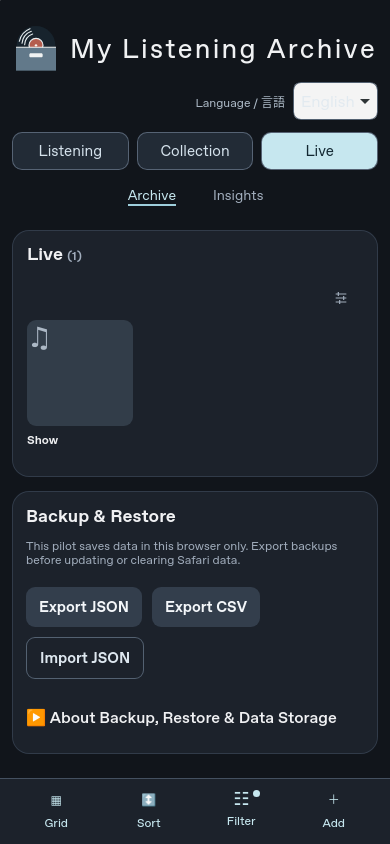 My Listening Archive
Language / 言語
English
Listening
Collection
Live
Archive
Insights
Live (1)
Show
Backup & Restore
This pilot saves data in this browser only. Export backups
before updating or clearing Safari data.
Export JSON
Export CSV
Import JSON
About Backup, Restore & Data Storage
Grid
Sort
Filter
Add